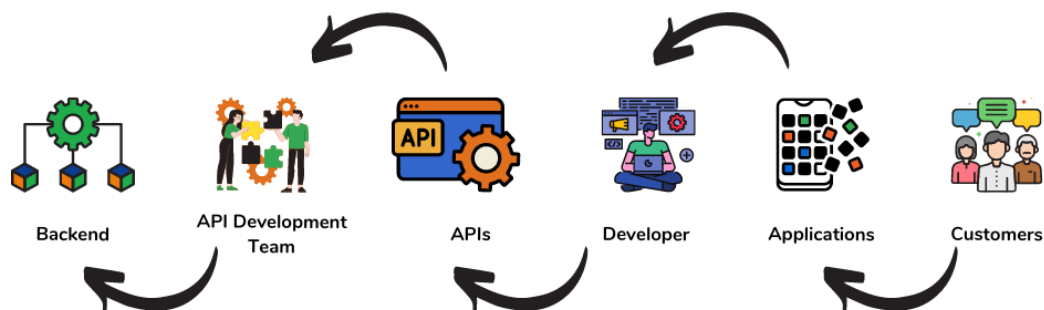 API
Backend
API Development
Team
APIs
Developer
Applications
Customers